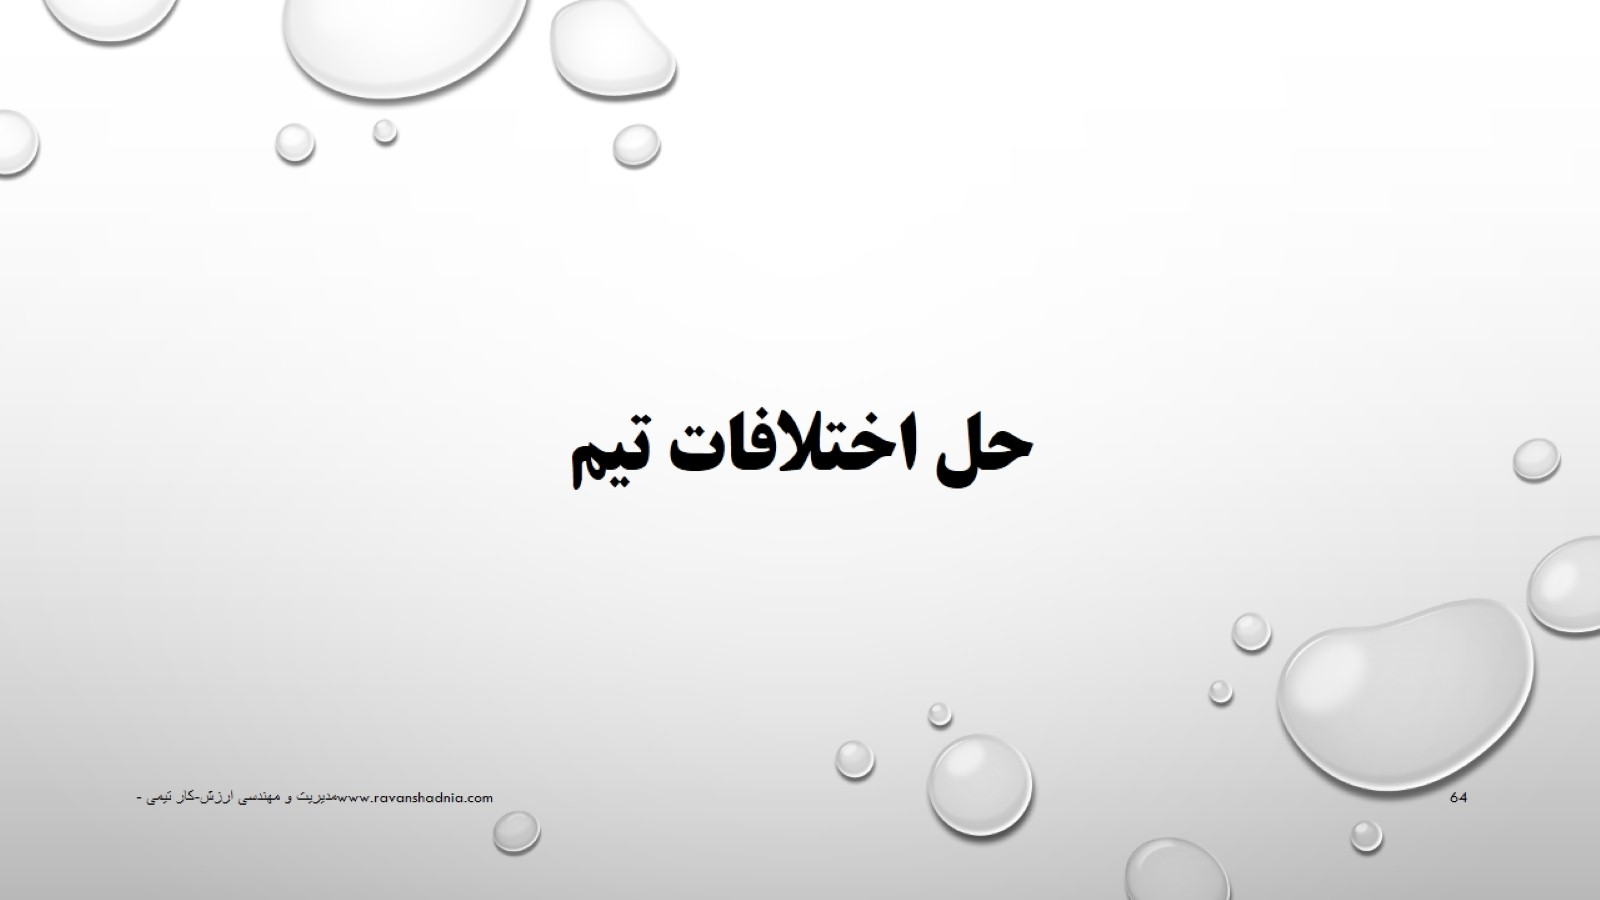 حل اختلافات تیم
مدیریت و مهندسی ارزش-کار تیمی - www.ravanshadnia.com
64